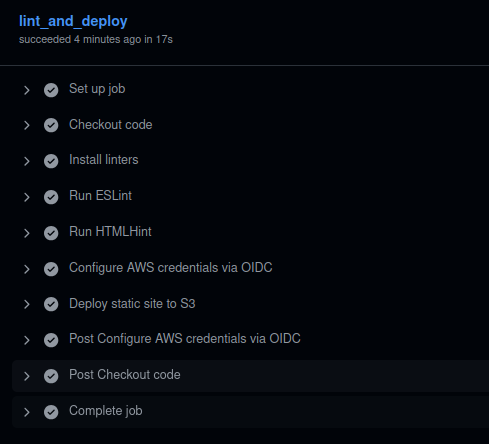 lint_and_deploy
succeeded 4 minutes ago in 17s
Set up job
Checkout code
Install linters
Run ESLint
Run HTMLHint
Configure AWS credentials via OIDC
Deploy static site to S3
Post Configure AWS credentials via OIDC
Post Checkout code
Complete job